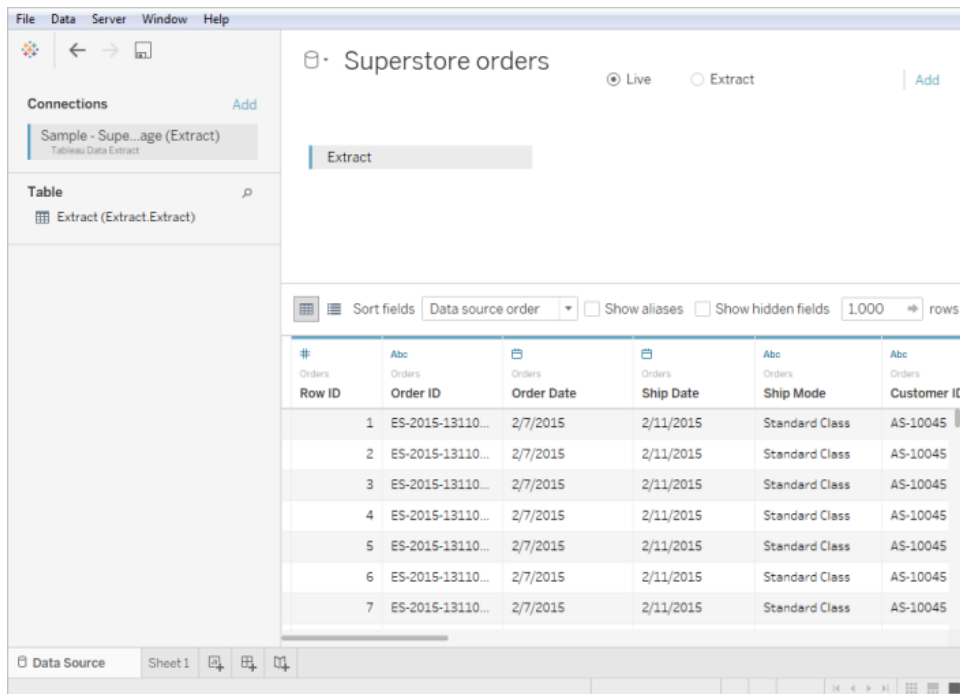 File Data Server Window Help
Superstore orders
Live Extract Add
Connections Add
Sample - Supe...age (Extract)
Tableau Data Extract
Extract
Table
Extract (Extract.Extract)
Sort fields Data source order Show aliases Show hidden fields 1,000 rows
# Abc Abc Abc
Orders Orders Orders Orders Orders Orders
Row ID Order ID Order Date Ship Date Ship Mode Customer ID
1 ES-2015-13110... 2/7/2015 2/11/2015 Standard Class AS-10045
2 ES-2015-13110... 2/7/2015 2/11/2015 Standard Class AS-10045
3 ES-2015-13110... 2/7/2015 2/11/2015 Standard Class AS-10045
4 ES-2015-13110... 2/7/2015 2/11/2015 Standard Class AS-10045
5 ES-2015-13110... 2/7/2015 2/11/2015 Standard Class AS-10045
6 ES-2015-13110... 2/7/2015 2/11/2015 Standard Class AS-10045
7 ES-2015-13110... 2/7/2015 2/11/2015 Standard Class AS-10045
Data Source Sheet 1